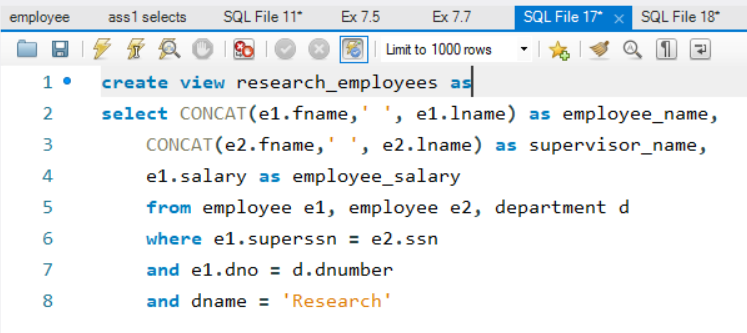 employee ass1 selects SQL File 11* Ex 7.5 Ex 7.7 SQL File 17* × SQL File 18*
Limit to 1000 rows
1 create view research_employees as
2 select CONCAT(e1.fname,' ', e1.lname) as employee_name,
3 CONCAT(e2.fname,' ', e2.lname) as supervisor_name,
4 e1.salary as employee_salary
5 from employee e1, employee e2, department d
6 where e1.superssn = e2.ssn
7 and e1.dno = d.dnumber
8 and dname = 'Research'